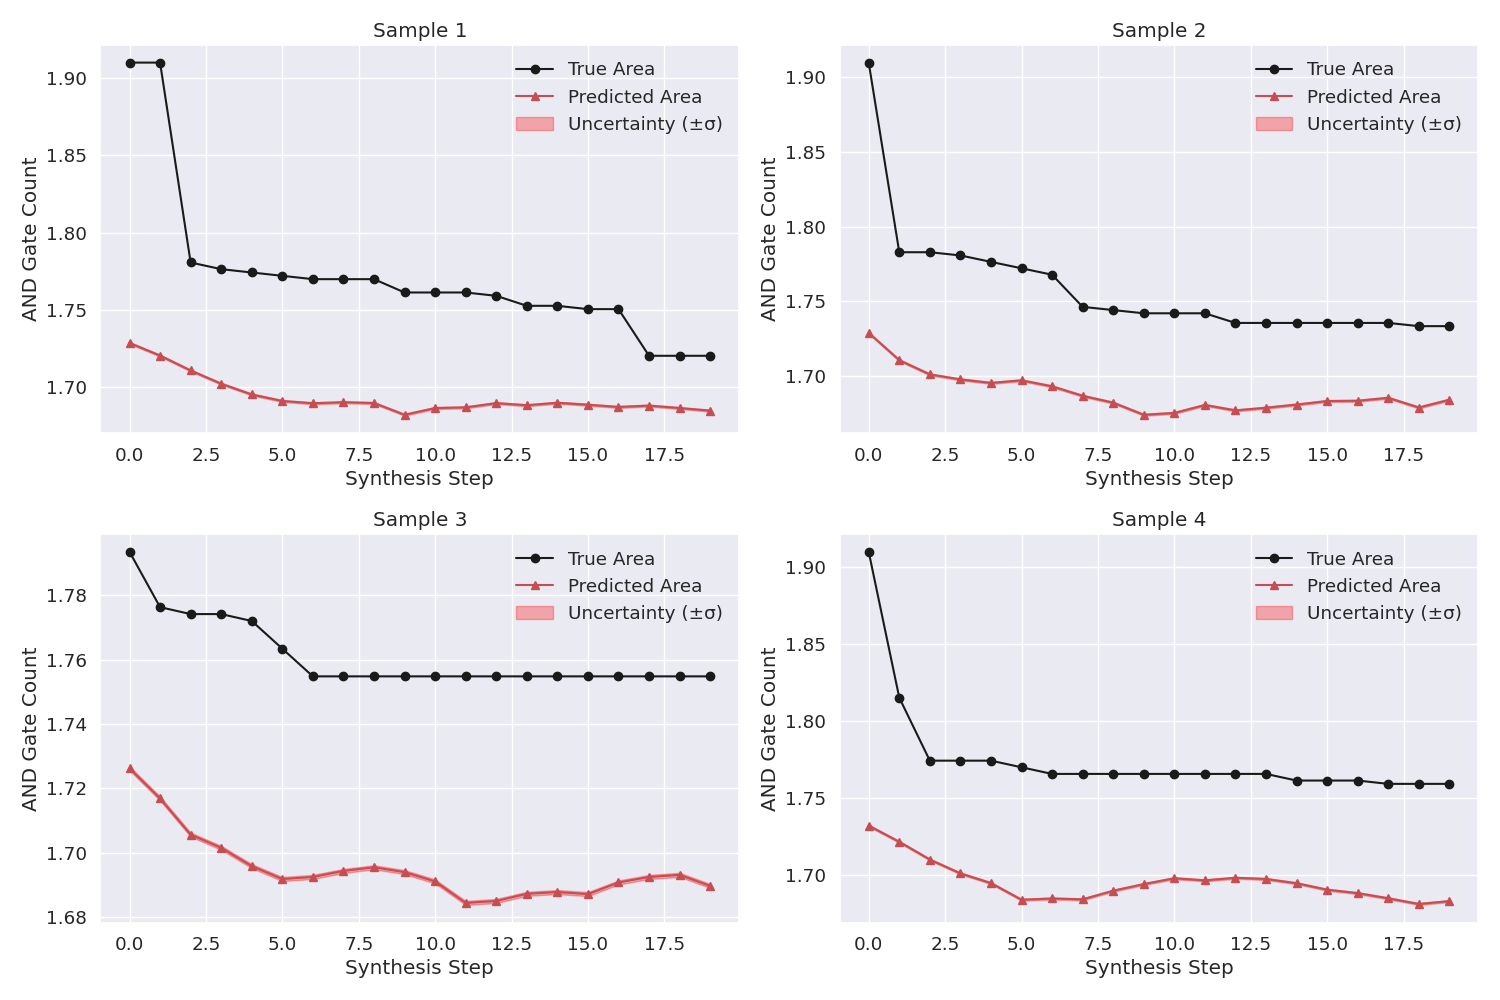 Sample 1
AND Gate Count
1.90
1.85
1.80
1.75
1.70
True Area
Predicted Area
Uncertainty (±σ)
0.0 2.5 5.0 7.5 10.0 12.5 15.0 17.5
Synthesis Step
Sample 2
AND Gate Count
1.90
1.85
1.80
1.75
1.70
True Area
Predicted Area
Uncertainty (±σ)
0.0 2.5 5.0 7.5 10.0 12.5 15.0 17.5
Synthesis Step
Sample 3
AND Gate Count
1.78
1.76
1.74
1.72
1.70
1.68
True Area
Predicted Area
Uncertainty (±σ)
0.0 2.5 5.0 7.5 10.0 12.5 15.0 17.5
Synthesis Step
Sample 4
AND Gate Count
1.90
1.85
1.80
1.75
1.70
True Area
Predicted Area
Uncertainty (±σ)
0.0 2.5 5.0 7.5 10.0 12.5 15.0 17.5
Synthesis Step